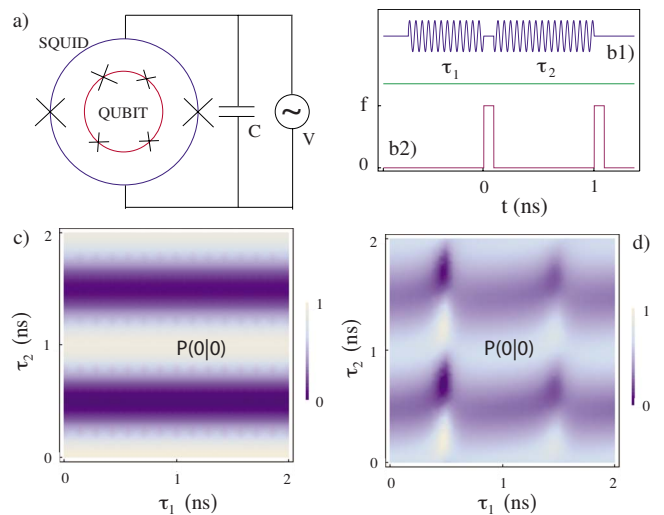 a)
SQUID
QUBIT
C
V
~
b1)
τ1
τ2
f
b2)
0
0
1
t (ns)
c)
2
1
0
τ2 (ns)
P(0|0)
1
0
0
1
2
τ1 (ns)
d)
2
1
0
τ2 (ns)
P(0|0)
1
0
0
1
2
τ1 (ns)